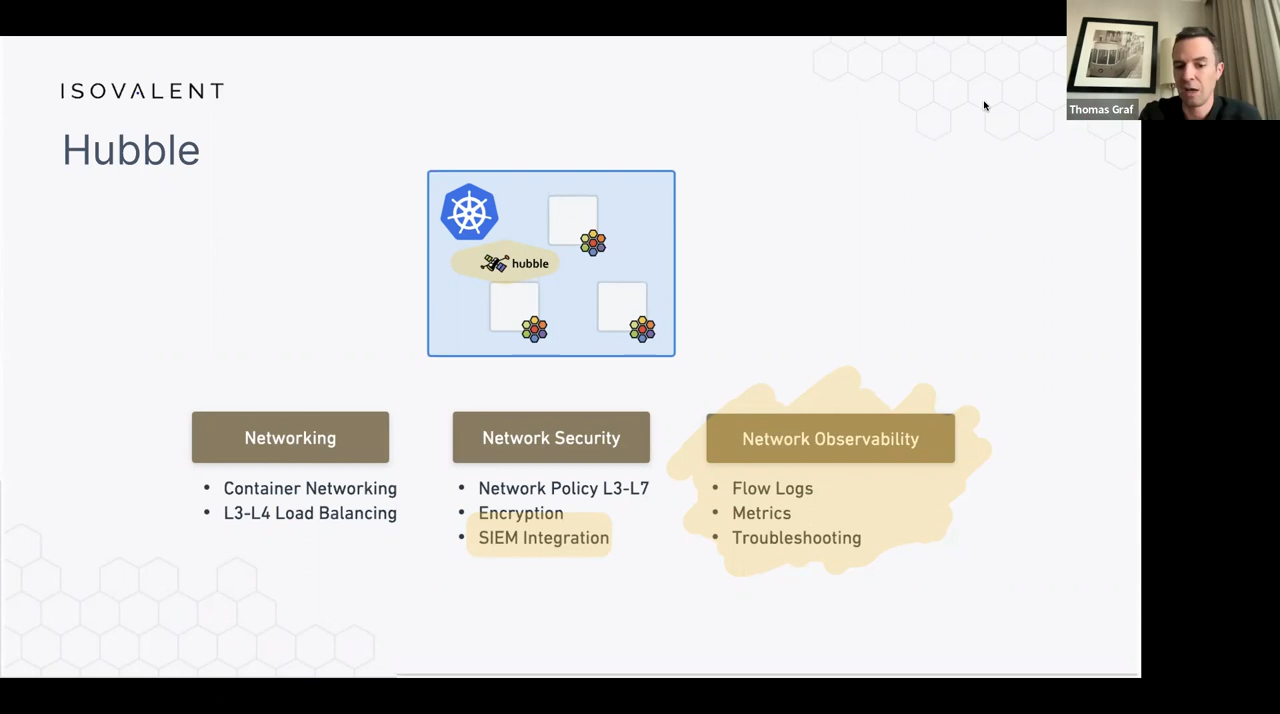 ISOVALENT
Thomas Graf
Hubble
hubble
Networking
• Container Networking
• L3-L4 Load Balancing
Network Security
• Network Policy L3-L7
• Encryption
• SIEM Integration
Network Observability
• Flow Logs
• Metrics
• Troubleshooting